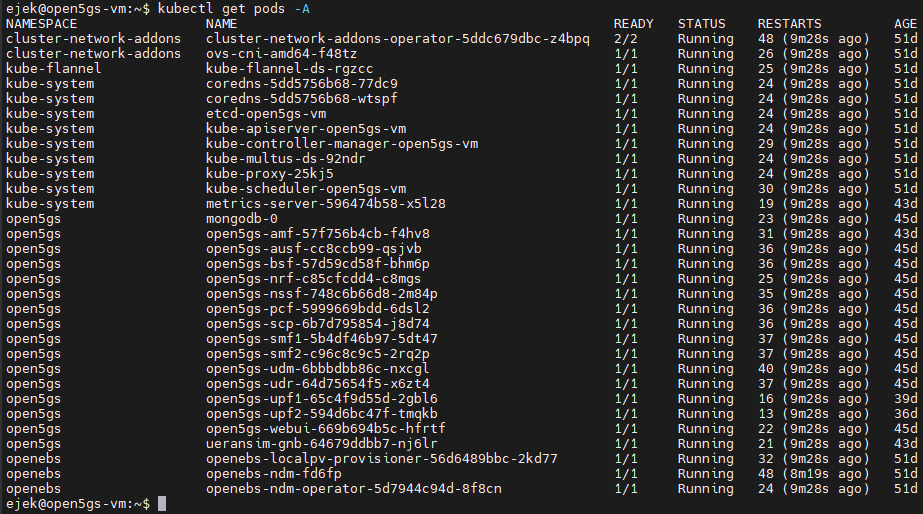 ejek@open5gs-vm:~$ kubectl get pods -A
NAMESPACE NAME READY STATUS RESTARTS AGE
cluster-network-addons cluster-network-addons-operator-5ddc679dbc-z4bpq 2/2 Running 48 (9m28s ago) 51d
cluster-network-addons ovs-cni-amd64-f48tz 1/1 Running 26 (9m28s ago) 51d
kube-flannel kube-flannel-ds-rgzcc 1/1 Running 25 (9m28s ago) 51d
kube-system coredns-5dd5756b68-77dc9 1/1 Running 24 (9m28s ago) 51d
kube-system coredns-5dd5756b68-wtspf 1/1 Running 24 (9m28s ago) 51d
kube-system etcd-open5gs-vm 1/1 Running 24 (9m28s ago) 51d
kube-system kube-apiserver-open5gs-vm 1/1 Running 24 (9m28s ago) 51d
kube-system kube-controller-manager-open5gs-vm 1/1 Running 29 (9m28s ago) 51d
kube-system kube-multus-ds-92ndr 1/1 Running 24 (9m28s ago) 51d
kube-system kube-proxy-25kj5 1/1 Running 24 (9m28s ago) 51d
kube-system kube-scheduler-open5gs-vm 1/1 Running 30 (9m28s ago) 51d
kube-system metrics-server-596474b58-x5l28 1/1 Running 19 (9m28s ago) 43d
open5gs mongodb-0 1/1 Running 23 (9m28s ago) 45d
open5gs open5gs-amf-57f756b4cb-f4hv8 1/1 Running 31 (9m28s ago) 43d
open5gs open5gs-ausf-cc8ccb99-qsjvb 1/1 Running 36 (9m28s ago) 45d
open5gs open5gs-bsf-57d59cd58f-bhm6p 1/1 Running 36 (9m28s ago) 45d
open5gs open5gs-nrf-c85cfcdd4-c8mgs 1/1 Running 25 (9m28s ago) 45d
open5gs open5gs-nssf-748c6b66d8-2m84p 1/1 Running 35 (9m28s ago) 45d
open5gs open5gs-pcf-5999669bdd-6dsl2 1/1 Running 36 (9m28s ago) 45d
open5gs open5gs-scp-6b7d795854-j8d74 1/1 Running 36 (9m28s ago) 45d
open5gs open5gs-smf1-5b4df46b97-5dt47 1/1 Running 37 (9m28s ago) 45d
open5gs open5gs-smf2-c96c8c9c5-2rq2p 1/1 Running 37 (9m28s ago) 45d
open5gs open5gs-udm-6bbbdbb86c-nxcgl 1/1 Running 40 (9m28s ago) 45d
open5gs open5gs-udr-64d75654f5-x6zt4 1/1 Running 37 (9m28s ago) 45d
open5gs open5gs-upf1-65c4f9d55d-2gbl6 1/1 Running 16 (9m28s ago) 39d
open5gs open5gs-upf2-594d6bc47f-tmqkb 1/1 Running 13 (9m28s ago) 36d
open5gs open5gs-webui-669b694b5c-hfrtf 1/1 Running 22 (9m28s ago) 45d
open5gs ueransim-gnb-64679ddbb7-nj6lr 1/1 Running 21 (9m28s ago) 43d
openebs openebs-localpv-provisioner-56d6489bbc-2kd77 1/1 Running 32 (9m28s ago) 51d
openebs openebs-ndm-fd6fp 1/1 Running 48 (8m19s ago) 51d
openebs openebs-ndm-operator-5d7944c94d-8f8cn 1/1 Running 24 (9m28s ago) 51d
ejek@open5gs-vm:~$